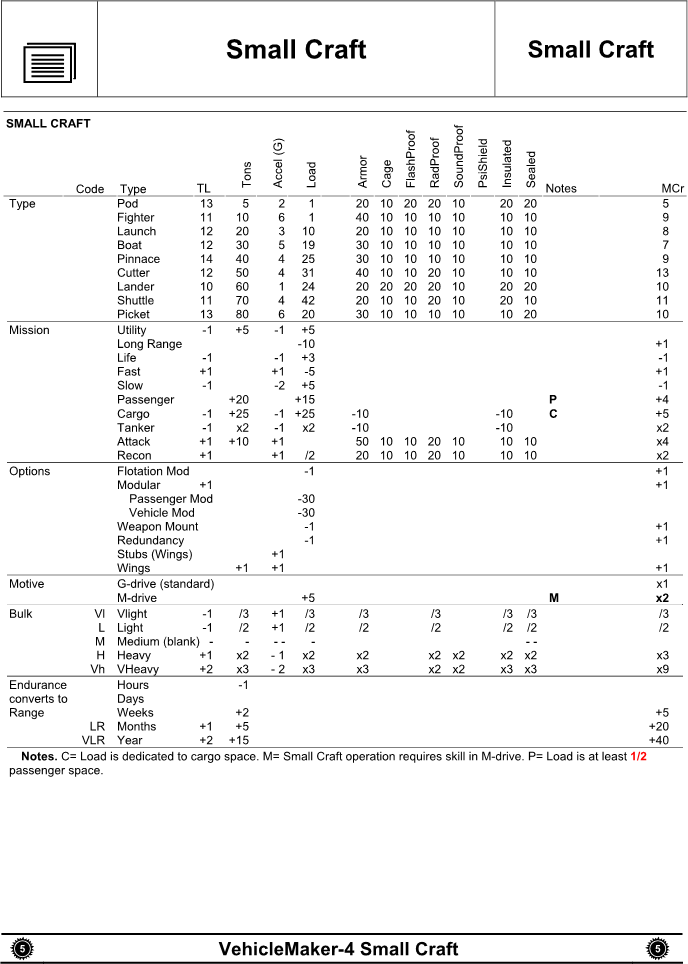 Small Craft
Small Craft
SMALL CRAFT
Code Type TL Tons Accel (G) Load Armor Cage FlashProof RadProof SoundProof PsiShield Insulated Sealed Notes MCr
Type Pod 13 5 2 1 20 10 20 20 10 20 20 5
Fighter 11 10 6 1 40 10 10 10 10 10 10 9
Launch 12 20 3 10 20 10 10 10 10 10 10 8
Boat 12 30 5 19 30 10 10 10 10 10 10 7
Pinnace 14 40 4 25 30 10 10 10 10 10 10 9
Cutter 12 50 4 31 40 10 10 20 10 10 10 13
Lander 10 60 1 24 20 20 20 20 10 20 20 10
Shuttle 11 70 4 42 20 10 10 10 10 20 10 11
Picket 13 80 6 20 30 10 10 10 10 10 20 10
Mission Utility -1 +5 -1 +5
Long Range -10 +1
Life -1 -1 +3 -1
Fast +1 +1 -5 +1
Slow -1 -2 +5 -1
Passenger +20 +15 P +4
Cargo -1 +25 -1 +25 -10 -10 C +5
Tanker -1 x2 -1 x2 -10 -10 x2
Attack +1 +10 +1 50 10 10 20 10 10 10 x4
Recon +1 +1 /2 20 10 10 20 10 10 10 x2
Options Flotation Mod -1 +1
Modular +1 +1
Passenger Mod -30
Vehicle Mod -30
Weapon Mount -1 +1
Redundancy -1 +1
Stubs (Wings) +1
Wings +1 +1 +1
Motive G-drive (standard) x1
M-drive +5 M x2
Bulk Vl Vlight -1 /3 +1 /3 /3 /3 /3 /3 /3
L Light -1 /2 +1 /2 /2 /2 /2 /2 /2
M Medium (blank) - - - - - - -
H Heavy +1 x2 - 1 x2 x2 x2 x2 x2 x2 x3
Vh VHeavy +2 x3 - 2 x3 x3 x2 x2 x3 x3 x9
Endurance Hours -1
converts to Days
Range Weeks +2 +5
LR Months +1 +5 +20
VLR Year +2 +15 +40
Notes. C= Load is dedicated to cargo space. M= Small Craft operation requires skill in M-drive. P= Load is at least 1/2
passenger space.
5 VehicleMaker-4 Small Craft 5